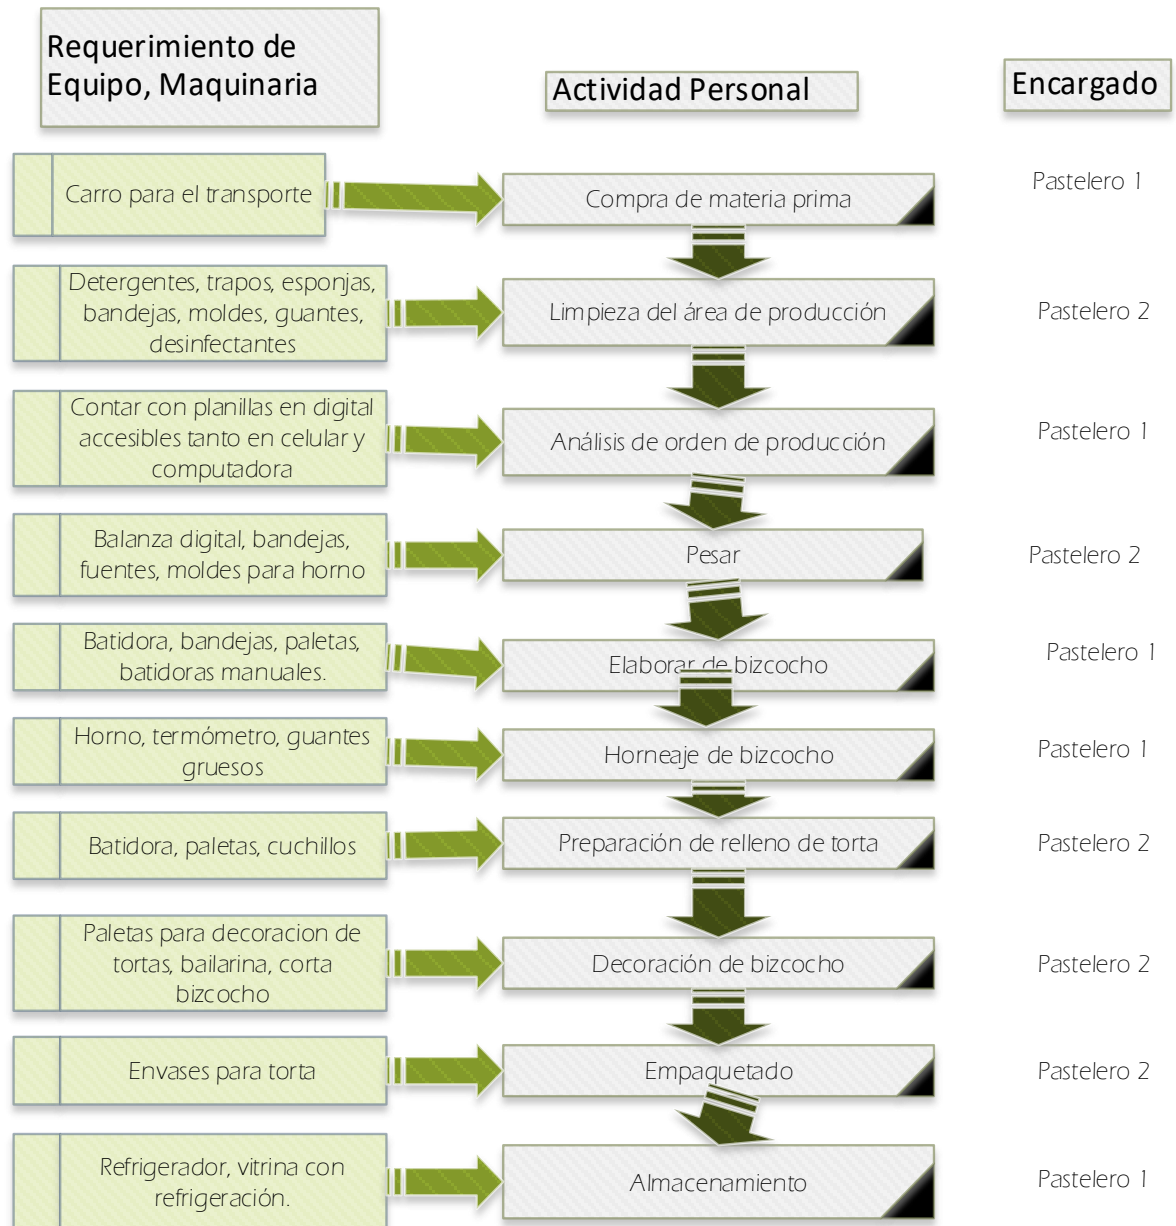 Requerimiento de
Equipo, Maquinaria
Actividad Personal
Encargado
Carro para el transporte
Compra de materia prima
Pastelero 1
Detergentes, trapos, esponjas,
bandejas, moldes, guantes,
desinfectantes
Limpieza del área de producción
Pastelero 2
Contar con planillas en digital
accesibles tanto en celular y
computadora
Análisis de orden de producción
Pastelero 1
Balanza digital, bandejas,
fuentes, moldes para horno
Pesar
Pastelero 2
Batidora, bandejas, paletas,
batidoras manuales.
Elaborar de bizcocho
Pastelero 1
Horno, termómetro, guantes
gruesos
Horneaje de bizcocho
Pastelero 1
Batidora, paletas, cuchillos
Preparación de relleno de torta
Pastelero 2
Paletas para decoracion de
tortas, bailarina, corta
bizcocho
Decoración de bizcocho
Pastelero 2
Envases para torta
Empaquetado
Pastelero 2
Refrigerador, vitrina con
refrigeración.
Almacenamiento
Pastelero 1